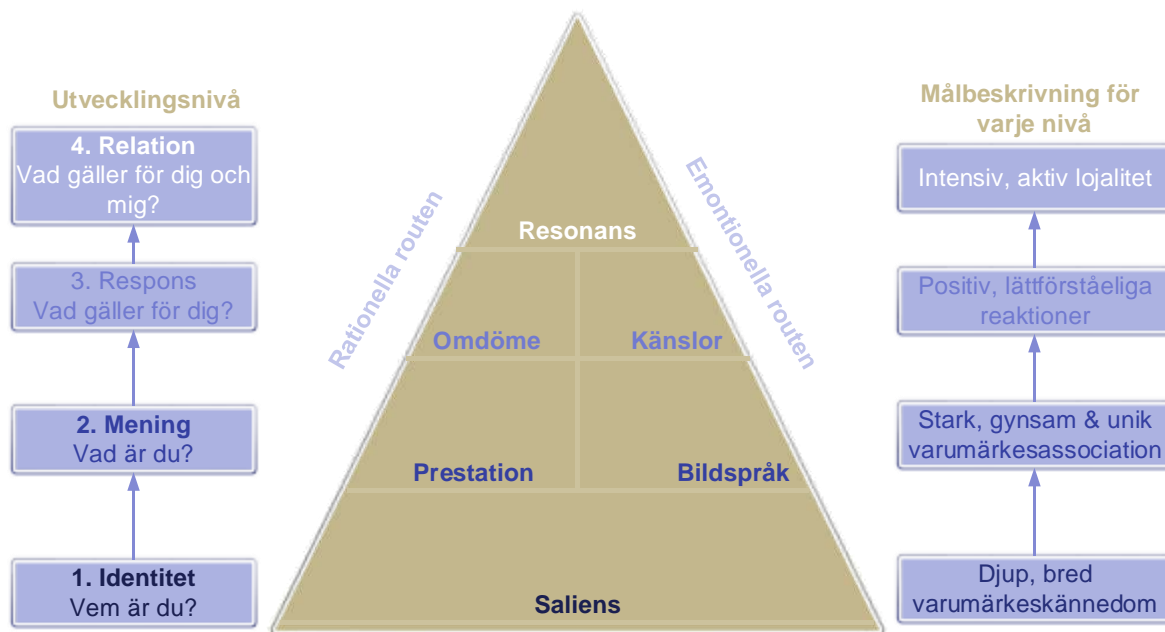 Utvecklingsnivå
4. Relation
Vad gäller för dig och
mig?
3. Respons
Vad gäller för dig?
2. Mening
Vad är du?
1. Identitet
Vem är du?
Rationella routen
Emontionella routen
Resonans
Omdöme
Känslor
Prestation
Bildspråk
Saliens
Målbeskrivning för
varje nivå
Intensiv, aktiv lojalitet
Positiv, lättförståeliga
reaktioner
Stark, gynsam & unik
varumärkesassociation
Djup, bred
varumärkeskännedom